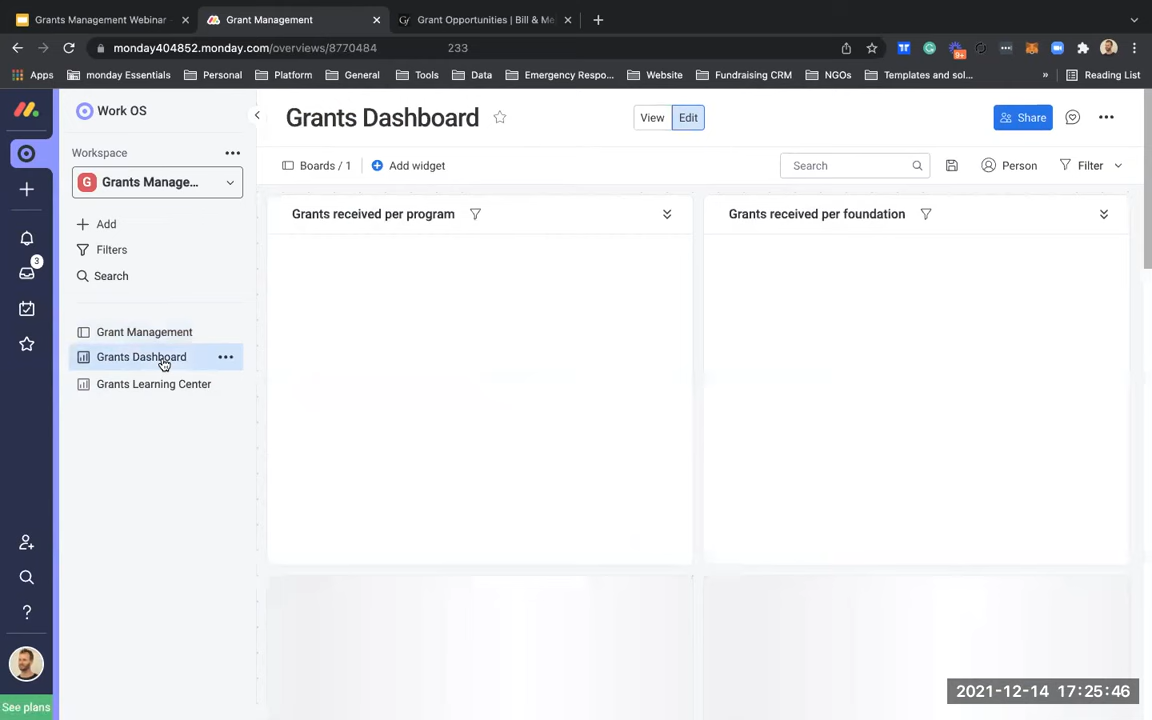 Grants Management Webinar
Grant Management
Grant Opportunities | Bill & Me
monday404852.monday.com/overviews/8770484 233
Apps
monday Essentials
Personal
Platform
General
Tools
Data
Emergency Respo...
Website
Fundraising CRM
NGOs
Templates and sol...
»
Reading List
Work OS
Grants Dashboard
View
Edit
Share
Workspace
Boards / 1
Add widget
Search
Person
Filter
G
Grants Manage...
Add
Filters
Search
3
Grant Management
Grants Dashboard
Grants Learning Center
Grants received per program
Grants received per foundation
?
See plans
2021-12-14 17:25:46